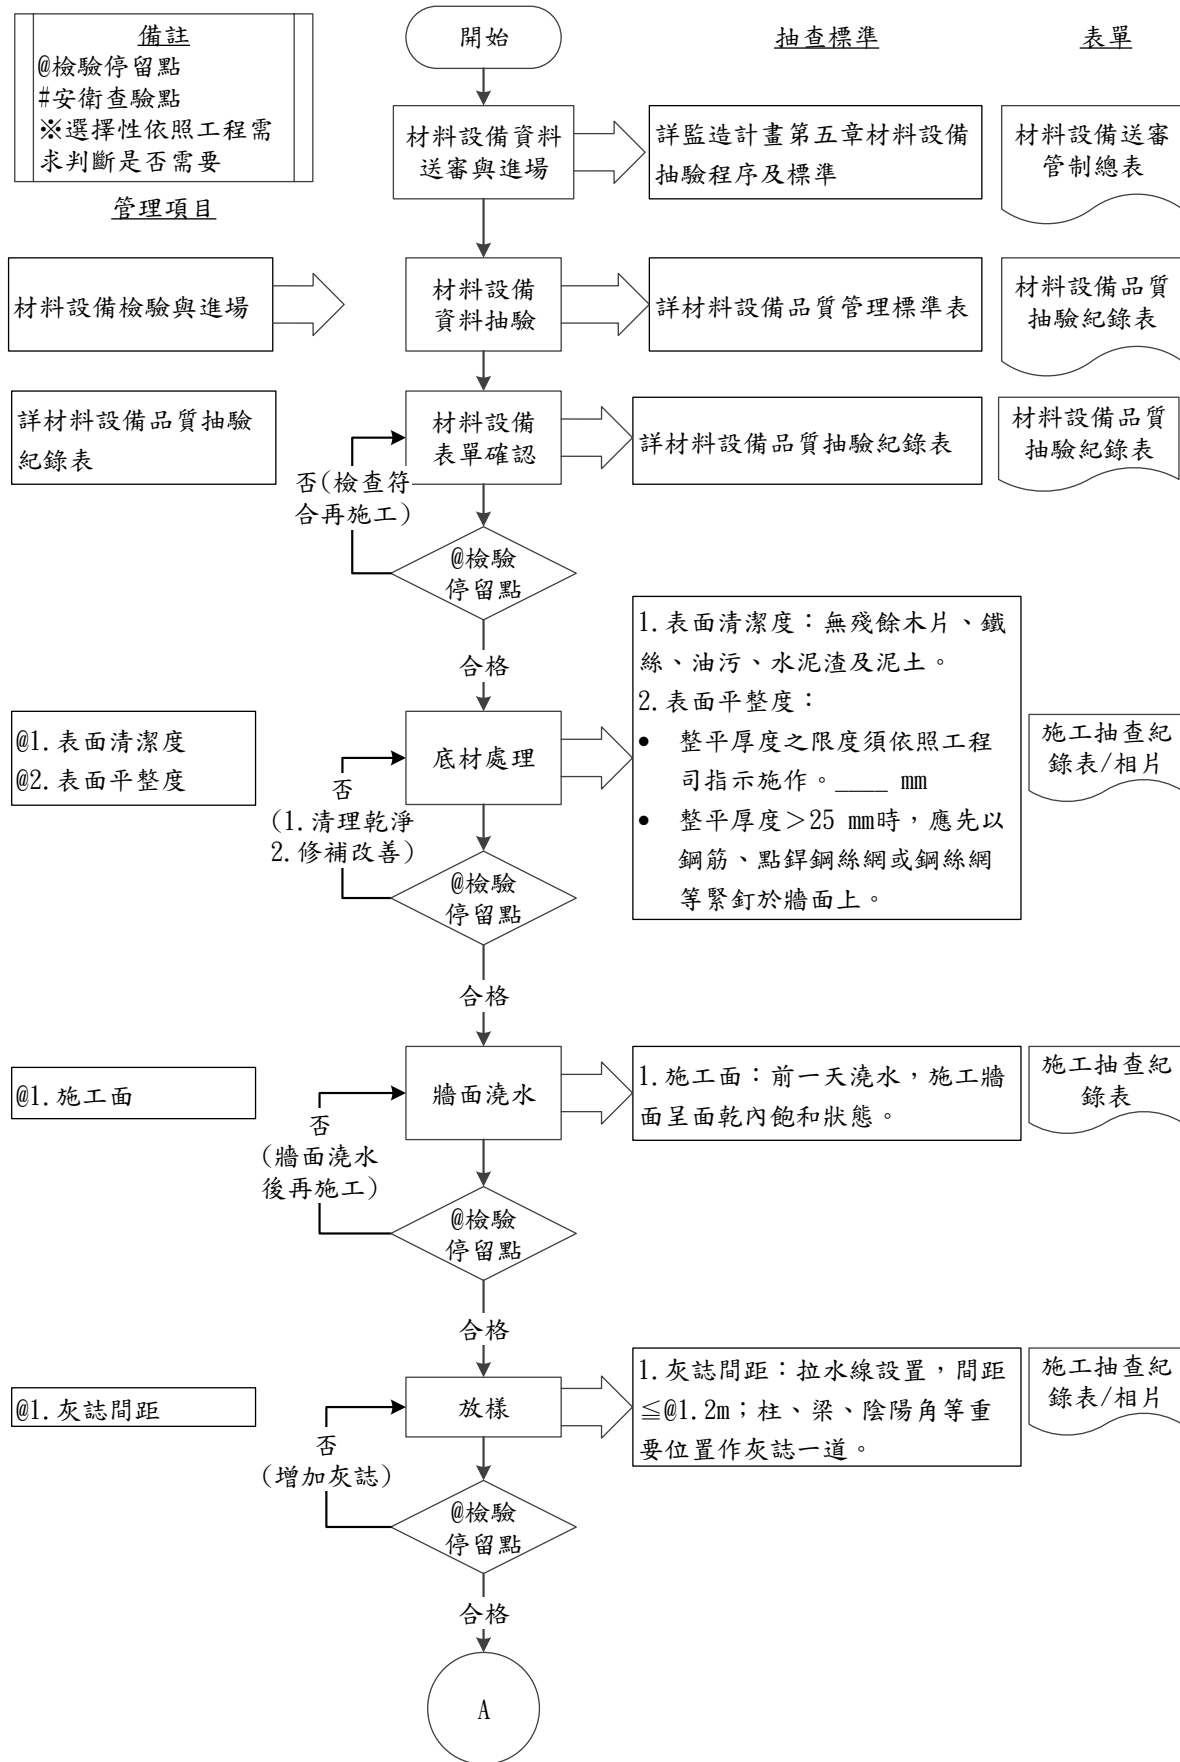 備註
@檢驗停留點
#安衛查驗點
※選擇性依照工程需
求判斷是否需要
管理項目
開始
抽查標準
表單
材料設備資料
送審與進場
詳監造計畫第五章材料設備
抽驗程序及標準
材料設備送審
管制總表
材料設備檢驗與進場
材料設備
資料抽驗
詳材料設備品質管理標準表
材料設備品質
抽驗紀錄表
詳材料設備品質抽驗
紀錄表
材料設備
表單確認
詳材料設備品質抽驗紀錄表
材料設備品質
抽驗紀錄表
否(檢查符
合再施工)
@檢驗
停留點
合格
@1.表面清潔度
@2.表面平整度
底材處理
1.表面清潔度：無殘餘木片、鐵
絲、油污、水泥渣及泥土。
2.表面平整度：
• 整平厚度之限度須依照工程
司指示施作。____ mm
• 整平厚度＞25 mm時，應先以
鋼筋、點銲鋼絲網或鋼絲網
等緊釘於牆面上。
施工抽查紀
錄表/相片
否
(1.清理乾淨
2.修補改善)
@檢驗
停留點
合格
@1.施工面
牆面澆水
1.施工面：前一天澆水，施工牆
面呈面乾內飽和狀態。
施工抽查紀
錄表
否
(牆面澆水
後再施工)
@檢驗
停留點
合格
@1.灰誌間距
放樣
1.灰誌間距：拉水線設置，間距
≦@1.2m；柱、梁、陰陽角等重
要位置作灰誌一道。
施工抽查紀
錄表/相片
否
(增加灰誌)
@檢驗
停留點
合格
A